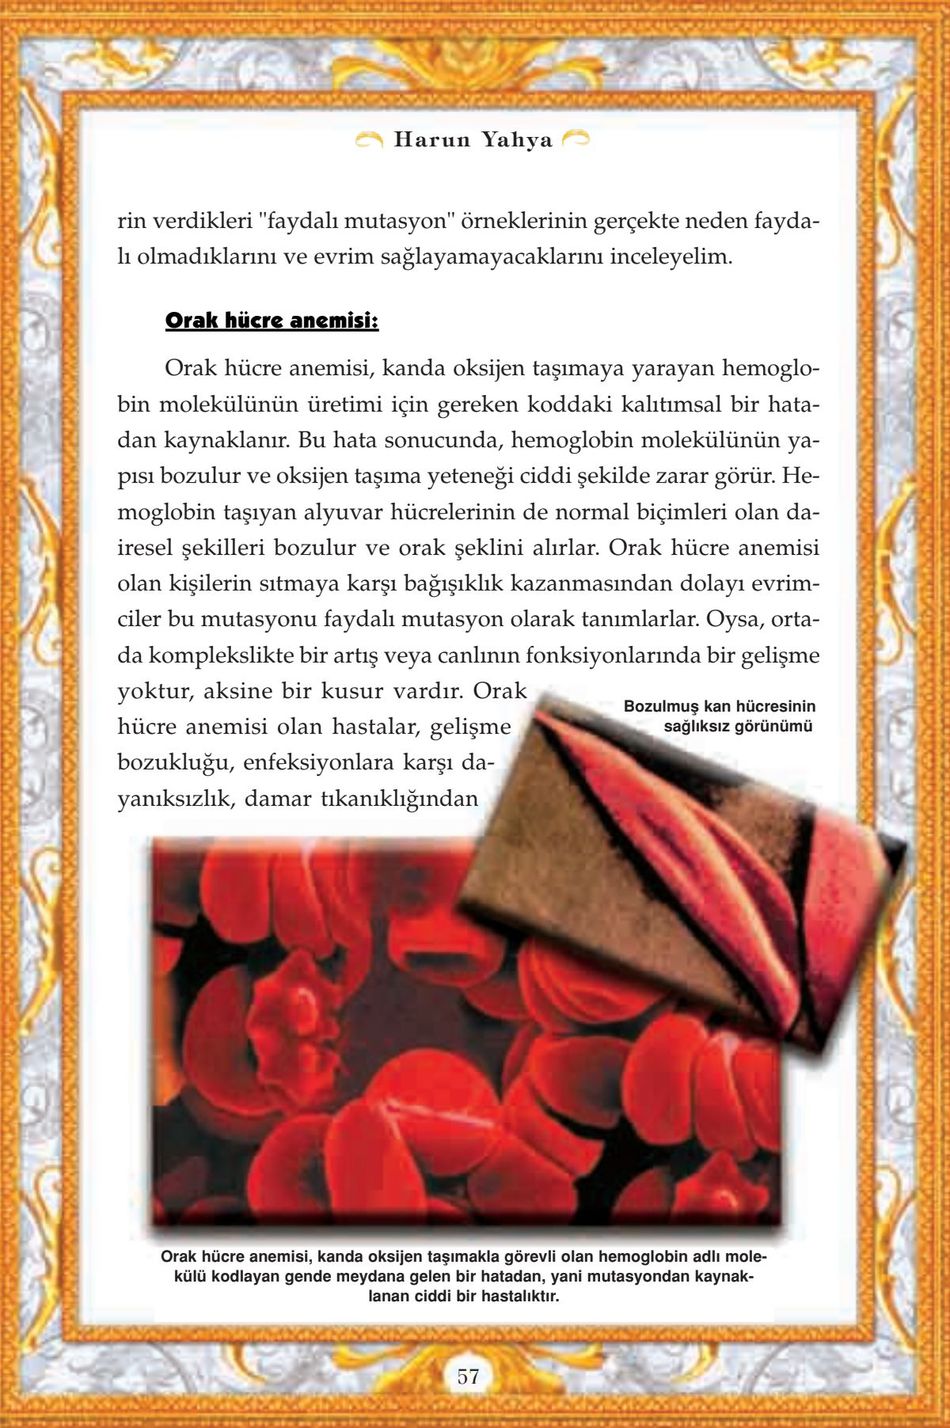 Harun Yahya
rin verdikleri "faydalı mutasyon" örneklerinin gerçekte neden fayda-
lı olmadıklarını ve evrim sağlayamayacaklarını inceleyelim.
Orak hücre anemisi:
Orak hücre anemisi, kanda oksijen taşımaya yarayan hemoglo-
bin molekülünün üretimi için gereken koddaki kalıtımsal bir hata-
dan kaynaklanır. Bu hata sonucunda, hemoglobin molekülünün ya-
pısı bozulur ve oksijen taşıma yeteneği ciddi şekilde zarar görür. He-
moglobin taşıyan alyuvar hücrelerinin de normal biçimleri olan da-
iresel şekilleri bozulur ve orak şeklini alırlar. Orak hücre anemisi
olan kişilerin sıtmaya karşı bağışıklık kazanmasından dolayı evrim-
ciler bu mutasyonu faydalı mutasyon olarak tanımlarlar. Oysa, orta-
da komplekslikte bir artış veya canlının fonksiyonlarında bir gelişme
yoktur, aksine bir kusur vardır. Orak
hücre anemisi olan hastalar, gelişme
bozukluğu, enfeksiyonlara karşı da-
yanıksızlık, damar tıkanıklığından
Bozulmuş kan hücresinin
sağlıksız görünümü
Orak hücre anemisi, kanda oksijen taşımakla görevli olan hemoglobin adlı mole-
külü kodlayan gende meydana gelen bir hatadan, yani mutasyondan kaynak-
lanan ciddi bir hastalıktır.
57